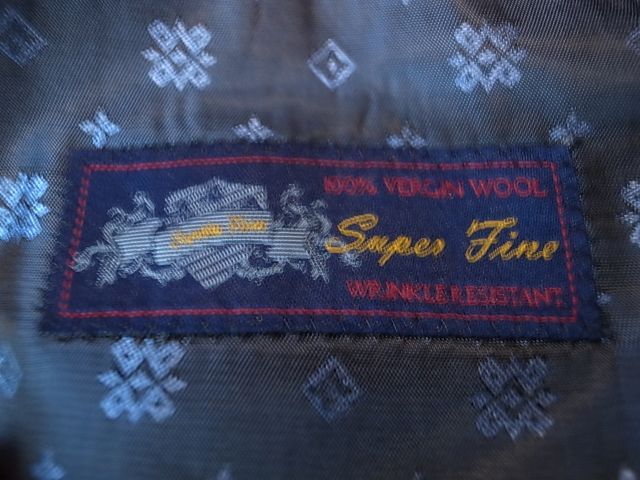 100% VERGIN WOOL
Super Fine
WRINKLE RESISTANT